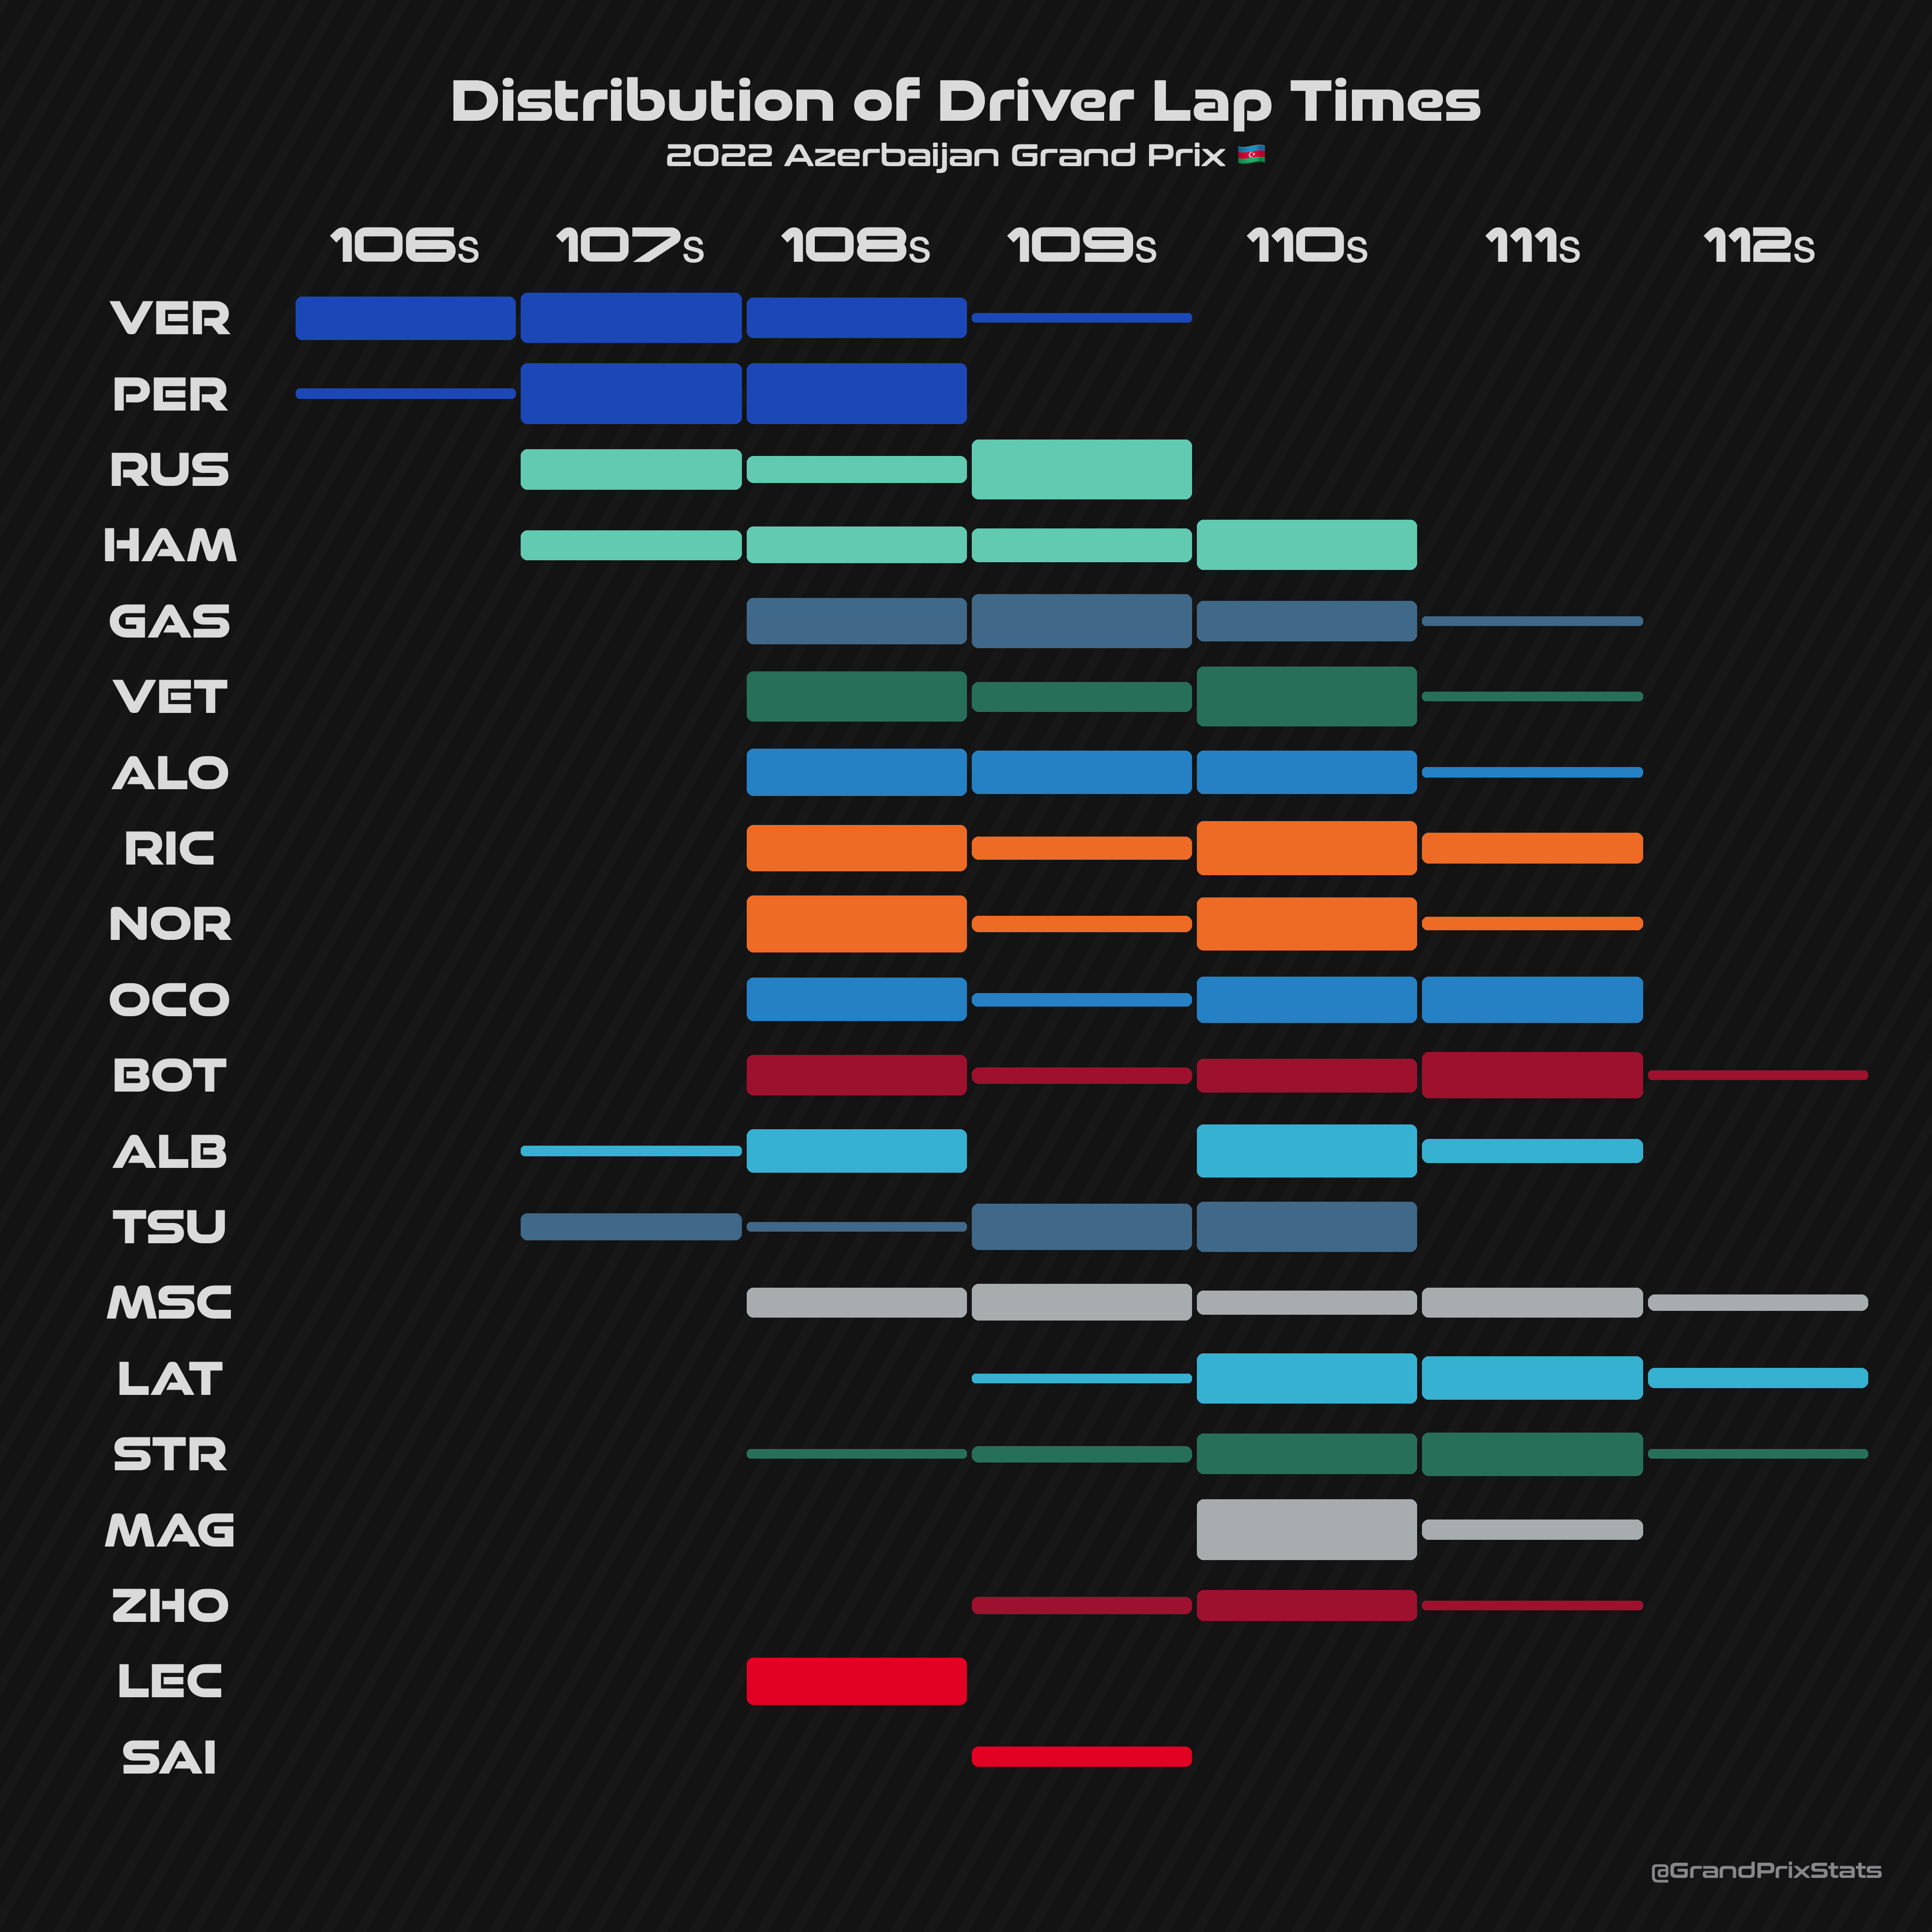 Distribution of Driver Lap Times
2022 Azerbaijan Grand Prix 🇦🇿
106s 107s 108s 109s 110s 111s 112s
VER
PER
RUS
HAM
GAS
VET
ALO
RIC
NOR
OCO
BOT
ALB
TSU
MSC
LAT
STR
MAG
ZHO
LEC
SAI
@GrandPrixStats